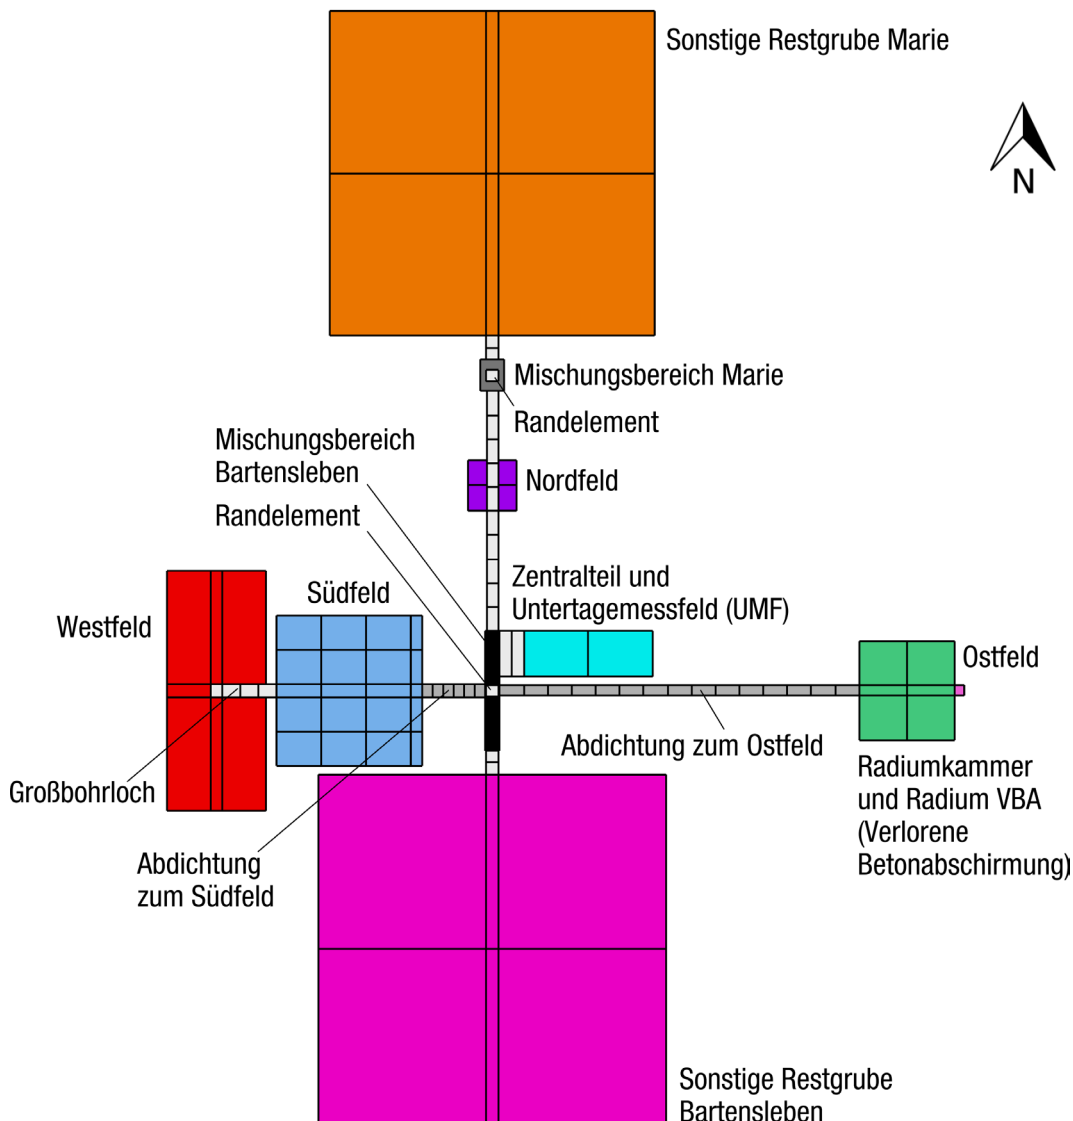 Sonstige Restgrube Marie
N
Mischungsbereich Marie
Randelement
Mischungsbereich
Bartensleben
Randelement
Nordfeld
Zentralteil und
Untertagemessfeld (UMF)
Südfeld
Westfeld
Ostfeld
Abdichtung zum Ostfeld
Großbohrloch
Radiumkammer
und Radium VBA
(Verlorene
Betonabschirmung)
Abdichtung
zum Südfeld
Sonstige Restgrube
Bartensleben